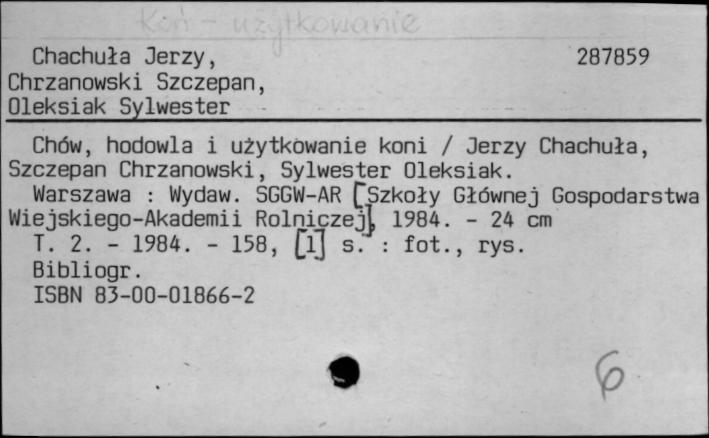 Koń - użytkowanie
Chachuła Jerzy, 287859
Chrzanowski Szczepan,
Oleksiak Sylwester
Chów, hodowla i użytkowanie koni / Jerzy Chachuła,
Szczepan Chrzanowski, Sylwester Oleksiak.
Warszawa : Wydaw. SGGW-AR [Szkoły Głównej Gospodarstwa
Wiejskiego-Akademii Rolniczej], 1984. - 24 cm
T. 2. - 1984. - 158, [1] s. : fot., rys.
Bibliogr.
ISBN 83-00-01866-2
6